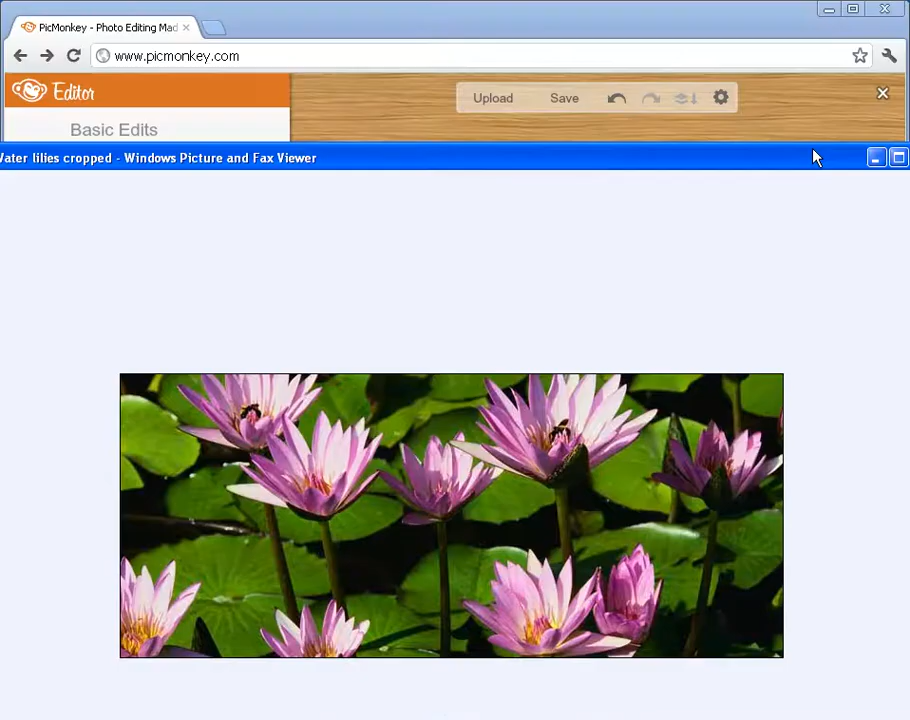 PicMonkey - Photo Editing Mad
www.picmonkey.com
Editor
Upload Save
Basic Edits
Water lilies cropped - Windows Picture and Fax Viewer